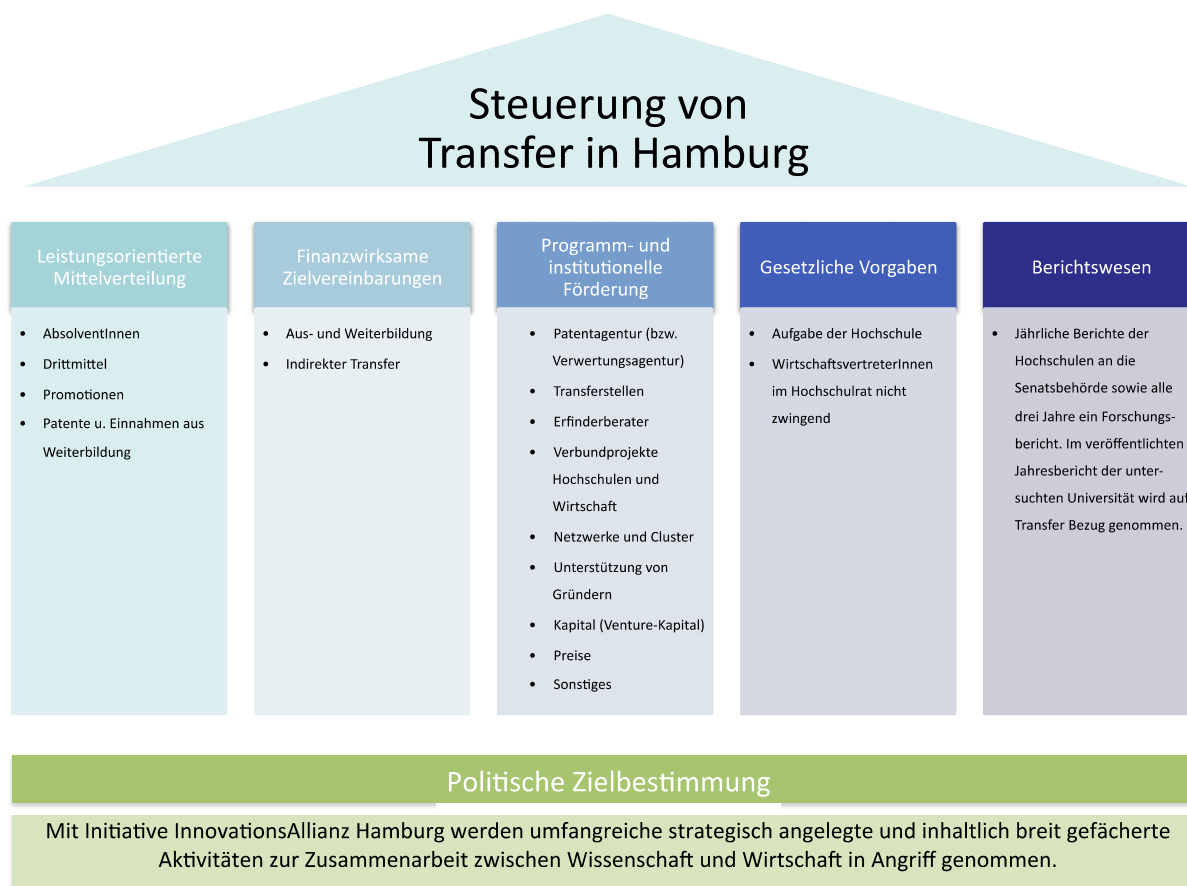 Steuerung von
Transfer in Hamburg
Leistungsorientierte
Mittelverteilung
• AbsolventInnen
• Drittmittel
• Promotionen
• Patente u. Einnahmen aus
Weiterbildung
Finanzwirksame
Zielvereinbarungen
• Aus- und Weiterbildung
• Indirekter Transfer
Programm- und
institutionelle
Förderung
• Patentagentur (bzw.
Verwertungsagentur)
• Transferstellen
• Erfinderberater
• Verbundprojekte
Hochschulen und
Wirtschaft
• Netzwerke und Cluster
• Unterstützung von
Gründern
• Kapital (Venture-Kapital)
• Preise
• Sonstiges
Gesetzliche Vorgaben
• Aufgabe der Hochschule
• WirtschaftsvertreterInnen
im Hochschulrat nicht
zwingend
Berichtswesen
• Jährliche Berichte der
Hochschulen an die
Senatsbehörde sowie alle
drei Jahre ein Forschungs-
bericht. Im veröffentlichten
Jahresbericht der unter-
suchten Universität wird auf
Transfer Bezug genommen.
Politische Zielbestimmung
Mit Initiative InnovationsAllianz Hamburg werden umfangreiche strategisch angelegte und inhaltlich breit gefächerte
Aktivitäten zur Zusammenarbeit zwischen Wissenschaft und Wirtschaft in Angriff genommen.